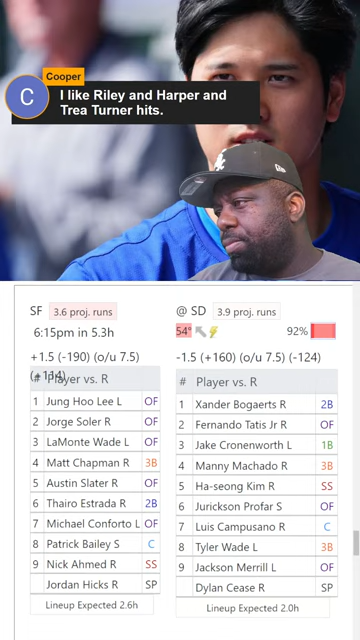 Cooper
C
I like Riley and Harper and
Trea Turner hits.
SF 3.6 proj. runs
6:15pm in 5.3h
+1.5 (-190) (o/u 7.5)
(+114)
# Player vs. R
1 Jung Hoo Lee L OF
2 Jorge Soler R OF
3 LaMonte Wade L OF
4 Matt Chapman R 3B
5 Austin Slater R OF
6 Thairo Estrada R 2B
7 Michael Conforto L OF
8 Patrick Bailey S C
9 Nick Ahmed R SS
Jordan Hicks R SP
Lineup Expected 2.6h
@ SD 3.9 proj. runs
54° 92%
-1.5 (+160) (o/u 7.5) (-124)
# Player vs. R
1 Xander Bogaerts R 2B
2 Fernando Tatis Jr R OF
3 Jake Cronenworth L 1B
4 Manny Machado R 3B
5 Ha-seong Kim R SS
6 Jurickson Profar S OF
7 Luis Campusano R C
8 Tyler Wade L 3B
9 Jackson Merrill L OF
Dylan Cease R SP
Lineup Expected 2.0h